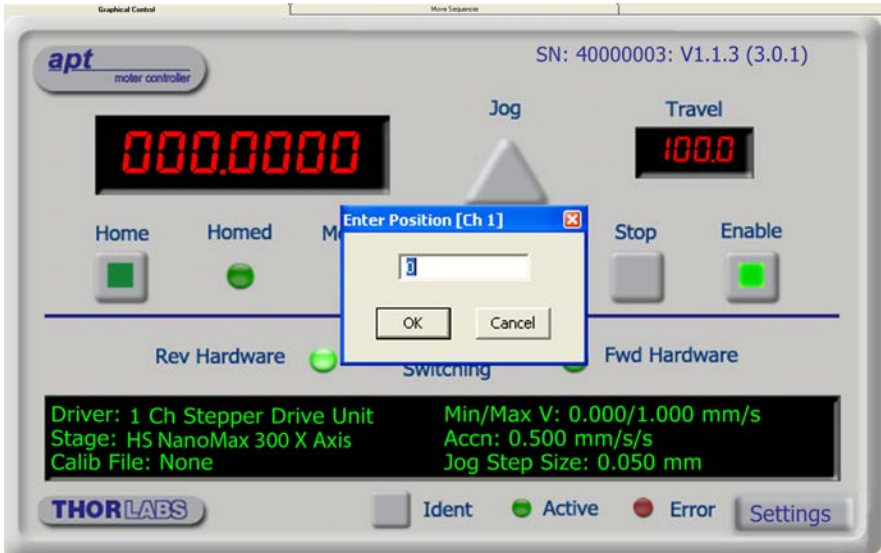 Graphical Control
Move Sequencer
apt
moter controller
SN: 40000003: V1.1.3 (3.0.1)
Jog
Travel
000.0000
100.0
Enter Position [Ch 1]
Home
Homed
0
Stop
Enable
OK
Cancel
Rev Hardware
Switching
Fwd Hardware
Driver: 1 Ch Stepper Drive Unit
Min/Max V: 0.000/1.000 mm/s
Stage: HS NanoMax 300 X Axis
Accn: 0.500 mm/s/s
Calib File: None
Jog Step Size: 0.050 mm
THORLABS
Ident
Active
Error
Settings